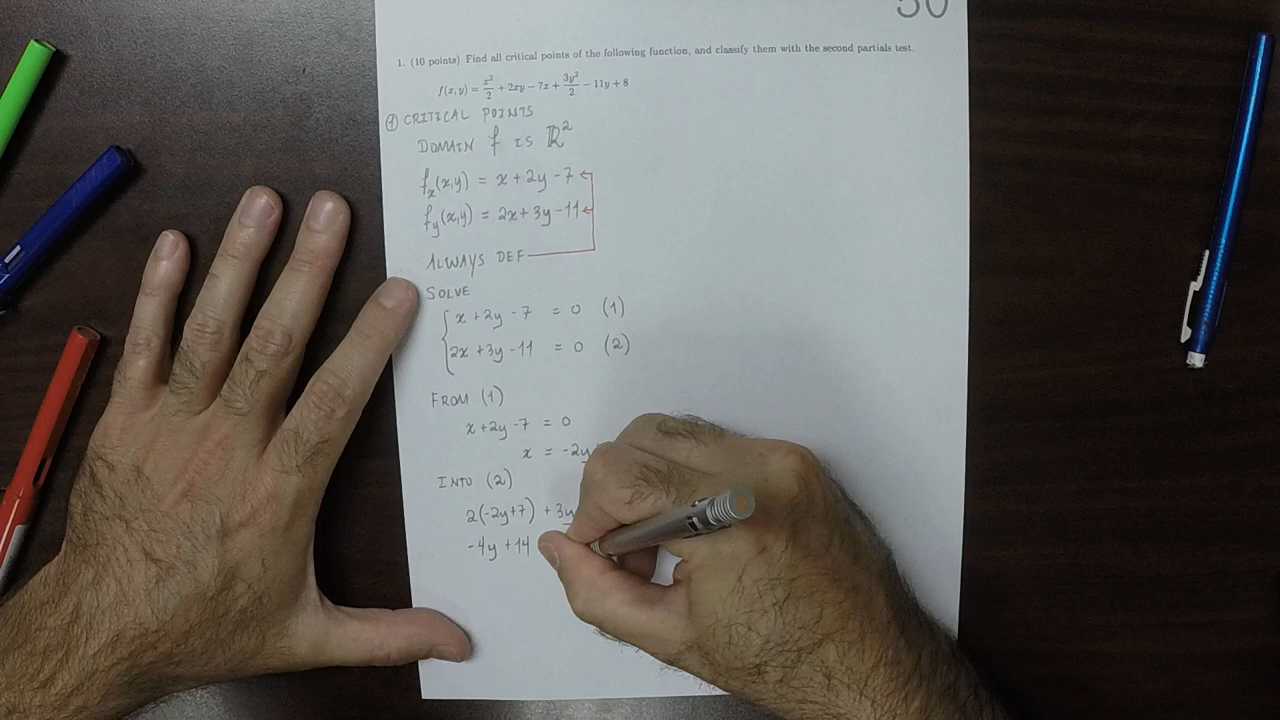 50
1. (10 points) Find all critical points of the following function, and classify them with the second partials test.
f(x, y) = x²/2 + 2xy − 7x + 3y²/2 − 11y + 8
① CRITICAL POINTS
DOMAIN f IS ℝ²
fₓ(x,y) = x + 2y - 7
f_y(x,y) = 2x + 3y - 11
ALWAYS DEF
SOLVE
x + 2y - 7 = 0 (1)
2x + 3y - 11 = 0 (2)
FROM (1)
x + 2y - 7 = 0
x = -2y
INTO (2)
2(-2y+7) + 3y
-4y + 14